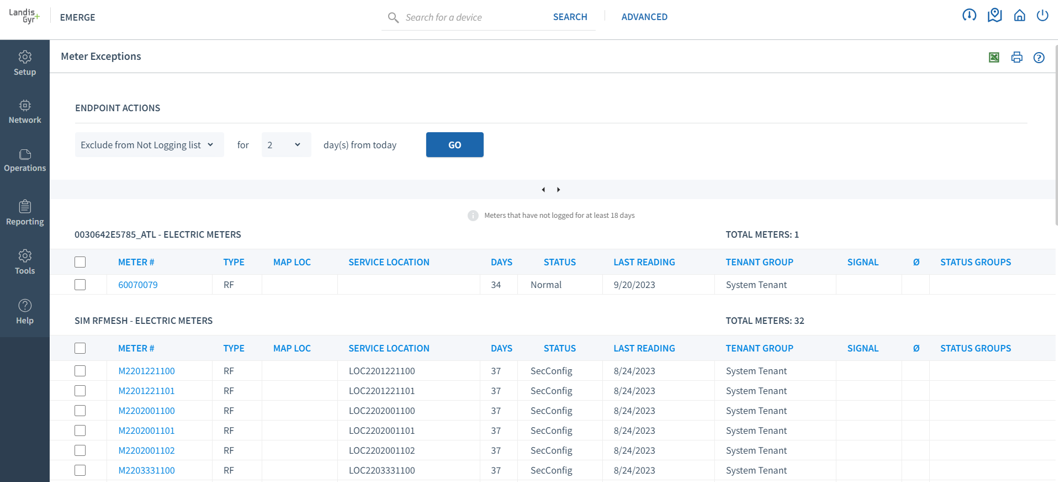 Landis Gyr+ EMERGE Search for a device SEARCH ADVANCED
Setup
Network
Operations
Reporting
Tools
Help
Meter Exceptions
ENDPOINT ACTIONS
Exclude from Not Logging list for 2 day(s) from today GO
Meters that have not logged for at least 18 days
0030642E5785_ATL - ELECTRIC METERS TOTAL METERS: 1
METER # TYPE MAP LOC SERVICE LOCATION DAYS STATUS LAST READING TENANT GROUP SIGNAL Ø STATUS GROUPS
60070079 RF 34 Normal 9/20/2023 System Tenant
SIM RFMESH - ELECTRIC METERS TOTAL METERS: 32
METER # TYPE MAP LOC SERVICE LOCATION DAYS STATUS LAST READING TENANT GROUP SIGNAL Ø STATUS GROUPS
M2201221100 RF LOC2201221100 37 SecConfig 8/24/2023 System Tenant
M2201221101 RF LOC2201221101 37 SecConfig 8/24/2023 System Tenant
M2202001100 RF LOC2202001100 37 SecConfig 8/24/2023 System Tenant
M2202001101 RF LOC2202001101 37 SecConfig 8/24/2023 System Tenant
M2202001102 RF LOC2202001102 37 SecConfig 8/24/2023 System Tenant
M2203331100 RF LOC2203331100 37 SecConfig 8/24/2023 System Tenant